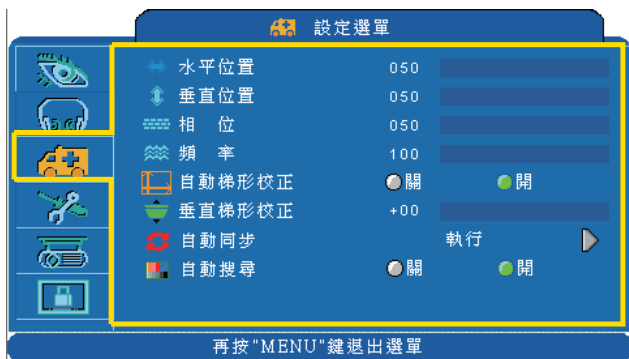 設定選單
水平位置 050
垂直位置 050
相 位 050
頻 率 100
自動梯形校正 關 開
垂直梯形校正 +00
自動同步 執行
自動搜尋 關 開
再按"MENU"鍵退出選單